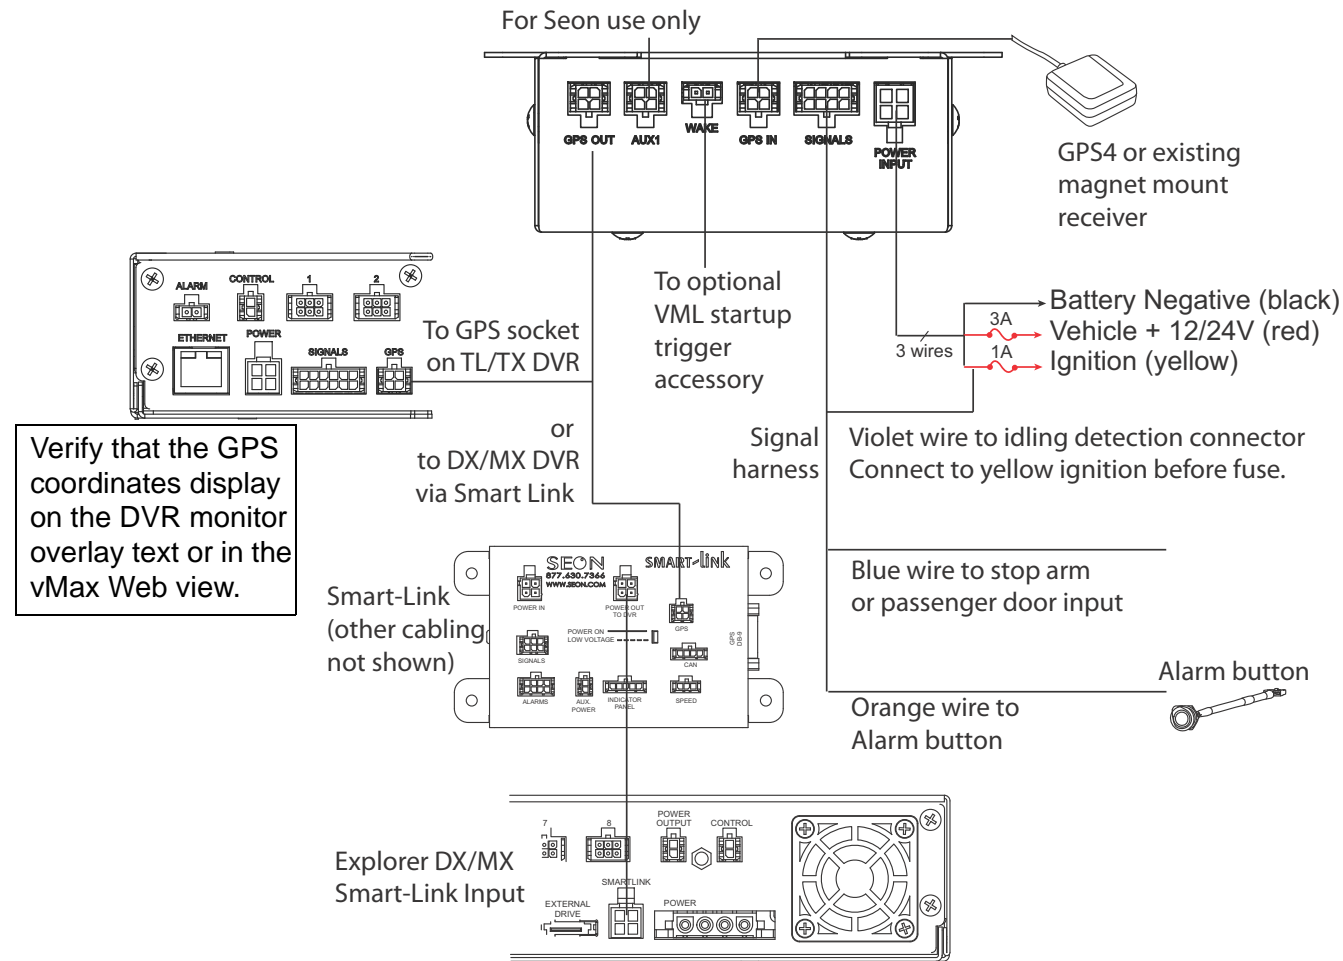 For Seon use only
GPS OUT
AUX1
WAKE
GPS IN
SIGNALS
POWER
INPUT
GPS4 or existing
magnet mount
receiver
ALARM
CONTROL
1
2
ETHERNET
POWER
SIGNALS
GPS
To GPS socket
on TL/TX DVR
To optional
VML startup
trigger
accessory
3 wires
Battery Negative (black)
3A
Vehicle + 12/24V (red)
1A
Ignition (yellow)
Verify that the GPS
coordinates display
on the DVR monitor
overlay text or in the
vMax Web view.
or
to DX/MX DVR
via Smart Link
Signal
harness
Violet wire to idling detection connector
Connect to yellow ignition before fuse.
Blue wire to stop arm
or passenger door input
Alarm button
Orange wire to
Alarm button
Smart-Link
(other cabling
not shown)
SEON
877.630.7366
WWW.SEON.COM
SMART-link
POWER IN
POWER OUT
TO DVR
GPS
GPS
DB-9
POWER ON
LOW VOLTAGE
SIGNALS
CAN
ALARMS
AUX.
POWER
INDICATOR
PANEL
SPEED
Explorer DX/MX
Smart-Link Input
7
8
POWER
OUTPUT
CONTROL
SMARTLINK
EXTERNAL
DRIVE
POWER